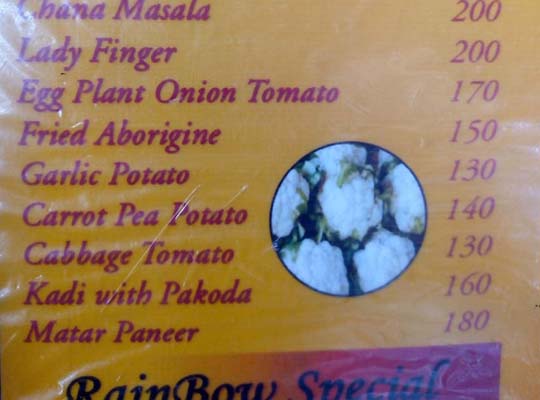 Chana Masala 200
Lady Finger 200
Egg Plant Onion Tomato 170
Fried Aborigine 150
Garlic Potato 130
Carrot Pea Potato 140
Cabbage Tomato 130
Kadi with Pakoda 160
Matar Paneer 180
RainBow Special